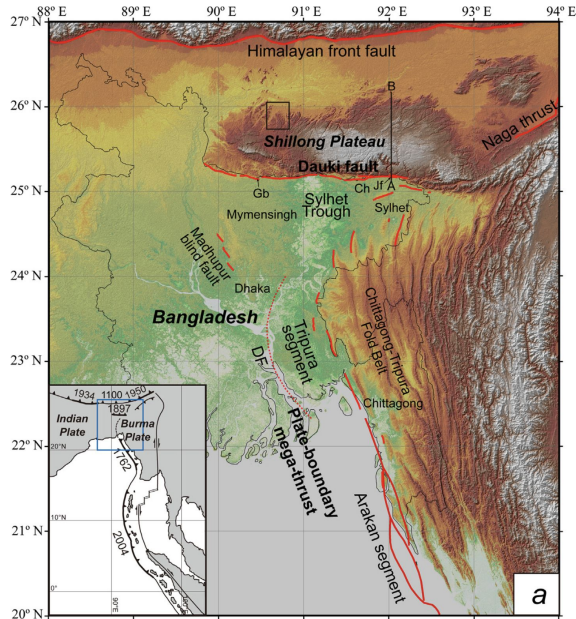 88° E
90° E
91° E
92° E
93° E
94° E
27° N
26° N
25° N
24° N
23° N
22° N
21° N
20° N
Himalayan front fault
B
Naga thrust
Shillong Plateau
Dauki fault
Gb
Ch
Jf
A
Sylhet
Trough
Sylhet
Mymensingh
Madhupur
blind fault
Dhaka
Bangladesh
DF
Tripura
segment
Chittagong-Tripura
Fold Belt
Chittagong
Plate-boundary
mega-thrust
Arakan segment
1934
1100
1950
1897
Indian
Plate
Burma
Plate
20°N
1762
10°N
2004
0°
90°E
100°E
a